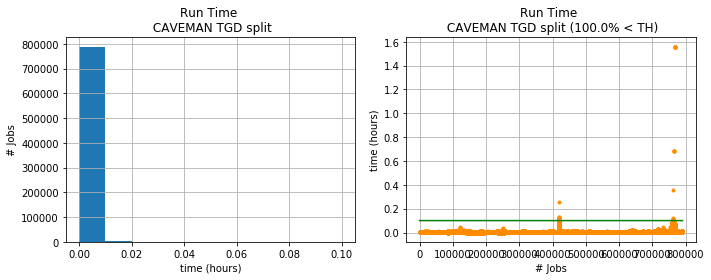 Run Time
CAVEMAN TGD split
800000
700000
600000
500000
400000
300000
200000
100000
0
# Jobs
0.00 0.02 0.04 0.06 0.08 0.10
time (hours)
Run Time
CAVEMAN TGD split (100.0% < TH)
1.6
1.4
1.2
1.0
0.8
0.6
0.4
0.2
0.0
time (hours)
0 100000 200000 300000 400000 500000 600000 700000 800000
# Jobs